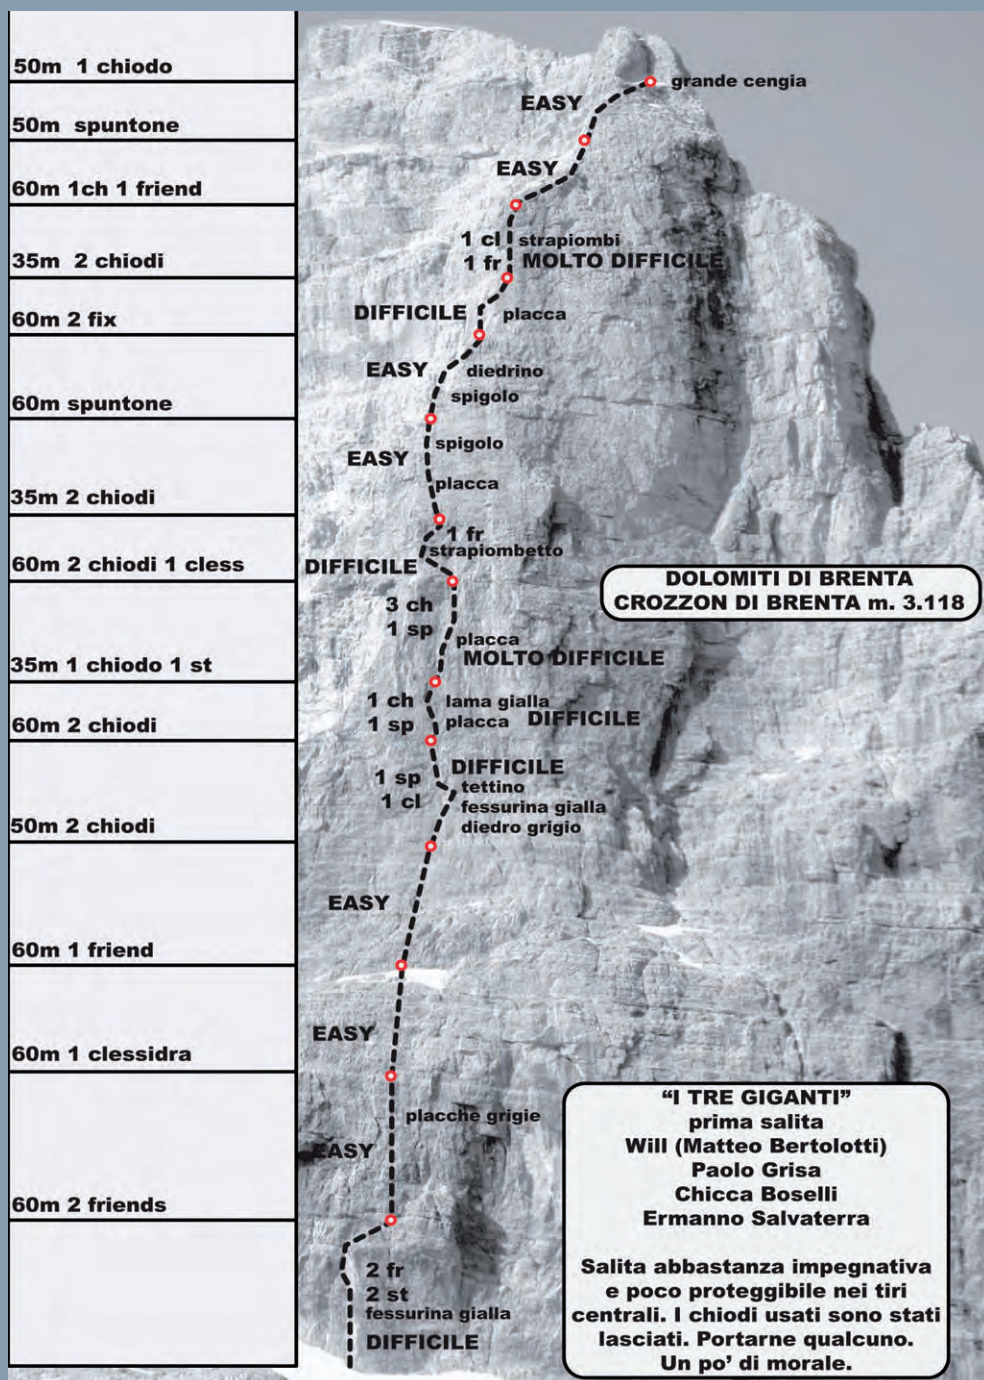 50m 1 chiodo
grande cengia
EASY
50m spuntone
EASY
60m 1ch 1 friend
1 cl strapiombi
1 fr MOLTO DIFFICILE
35m 2 chiodi
DIFFICILE placca
60m 2 fix
EASY diedrino
spigolo
60m spuntone
spigolo
EASY
placca
35m 2 chiodi
1 fr
strapiombetto
60m 2 chiodi 1 cless
DIFFICILE
DOLOMITI DI BRENTA
CROZZON DI BRENTA m. 3.118
3 ch
1 sp placca
MOLTO DIFFICILE
35m 1 chiodo 1 st
1 ch lama gialla
1 sp placca DIFFICILE
60m 2 chiodi
DIFFICILE
1 sp tettino
1 cl fessurina gialla
diedro grigio
50m 2 chiodi
EASY
60m 1 friend
EASY
60m 1 clessidra
placche grigie
EASY
60m 2 friends
2 fr
2 st
fessurina gialla
DIFFICILE
“I TRE GIGANTI”
prima salita
Will (Matteo Bertolotti)
Paolo Grisa
Chicca Boselli
Ermanno Salvaterra
Salita abbastanza impegnativa
e poco proteggibile nei tiri
centrali. I chiodi usati sono stati
lasciati. Portarne qualcuno.
Un po’ di morale.